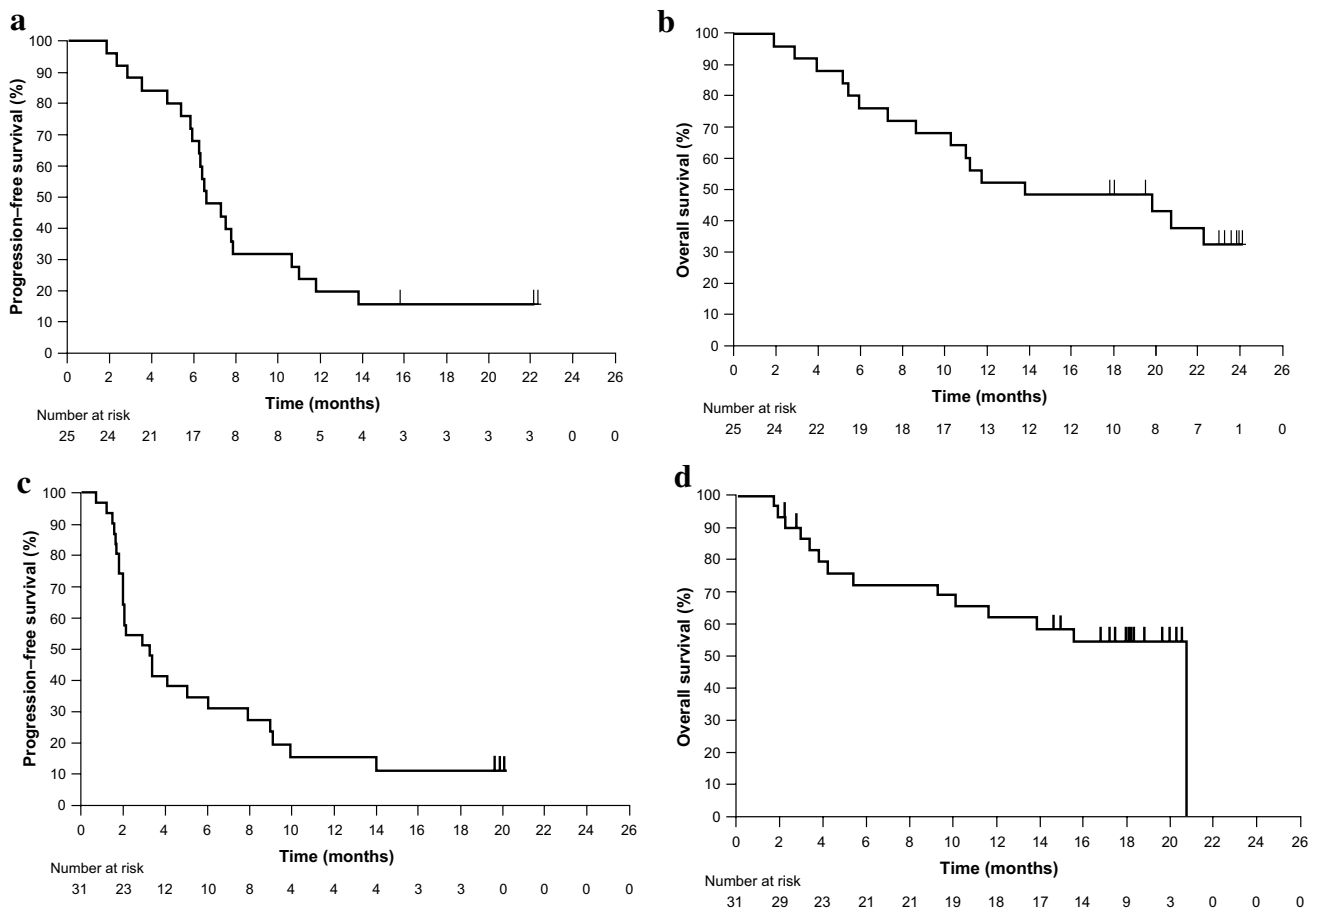 a
Progression–free survival (%)
100
90
80
70
60
50
40
30
20
10
0
0 2 4 6 8 10 12 14 16 18 20 22 24 26
Time (months)
Number at risk
25 24 21 17 8 8 5 4 3 3 3 3 0 0
b
Overall survival (%)
100
90
80
70
60
50
40
30
20
10
0
0 2 4 6 8 10 12 14 16 18 20 22 24 26
Time (months)
Number at risk
25 24 22 19 18 17 13 12 12 10 8 7 1 0
c
Progression–free survival (%)
100
90
80
70
60
50
40
30
20
10
0
0 2 4 6 8 10 12 14 16 18 20 22 24 26
Time (months)
Number at risk
31 23 12 10 8 4 4 4 3 3 0 0 0 0
d
Overall survival (%)
100
90
80
70
60
50
40
30
20
10
0
0 2 4 6 8 10 12 14 16 18 20 22 24 26
Time (months)
Number at risk
31 29 23 21 21 19 18 17 14 9 3 0 0 0